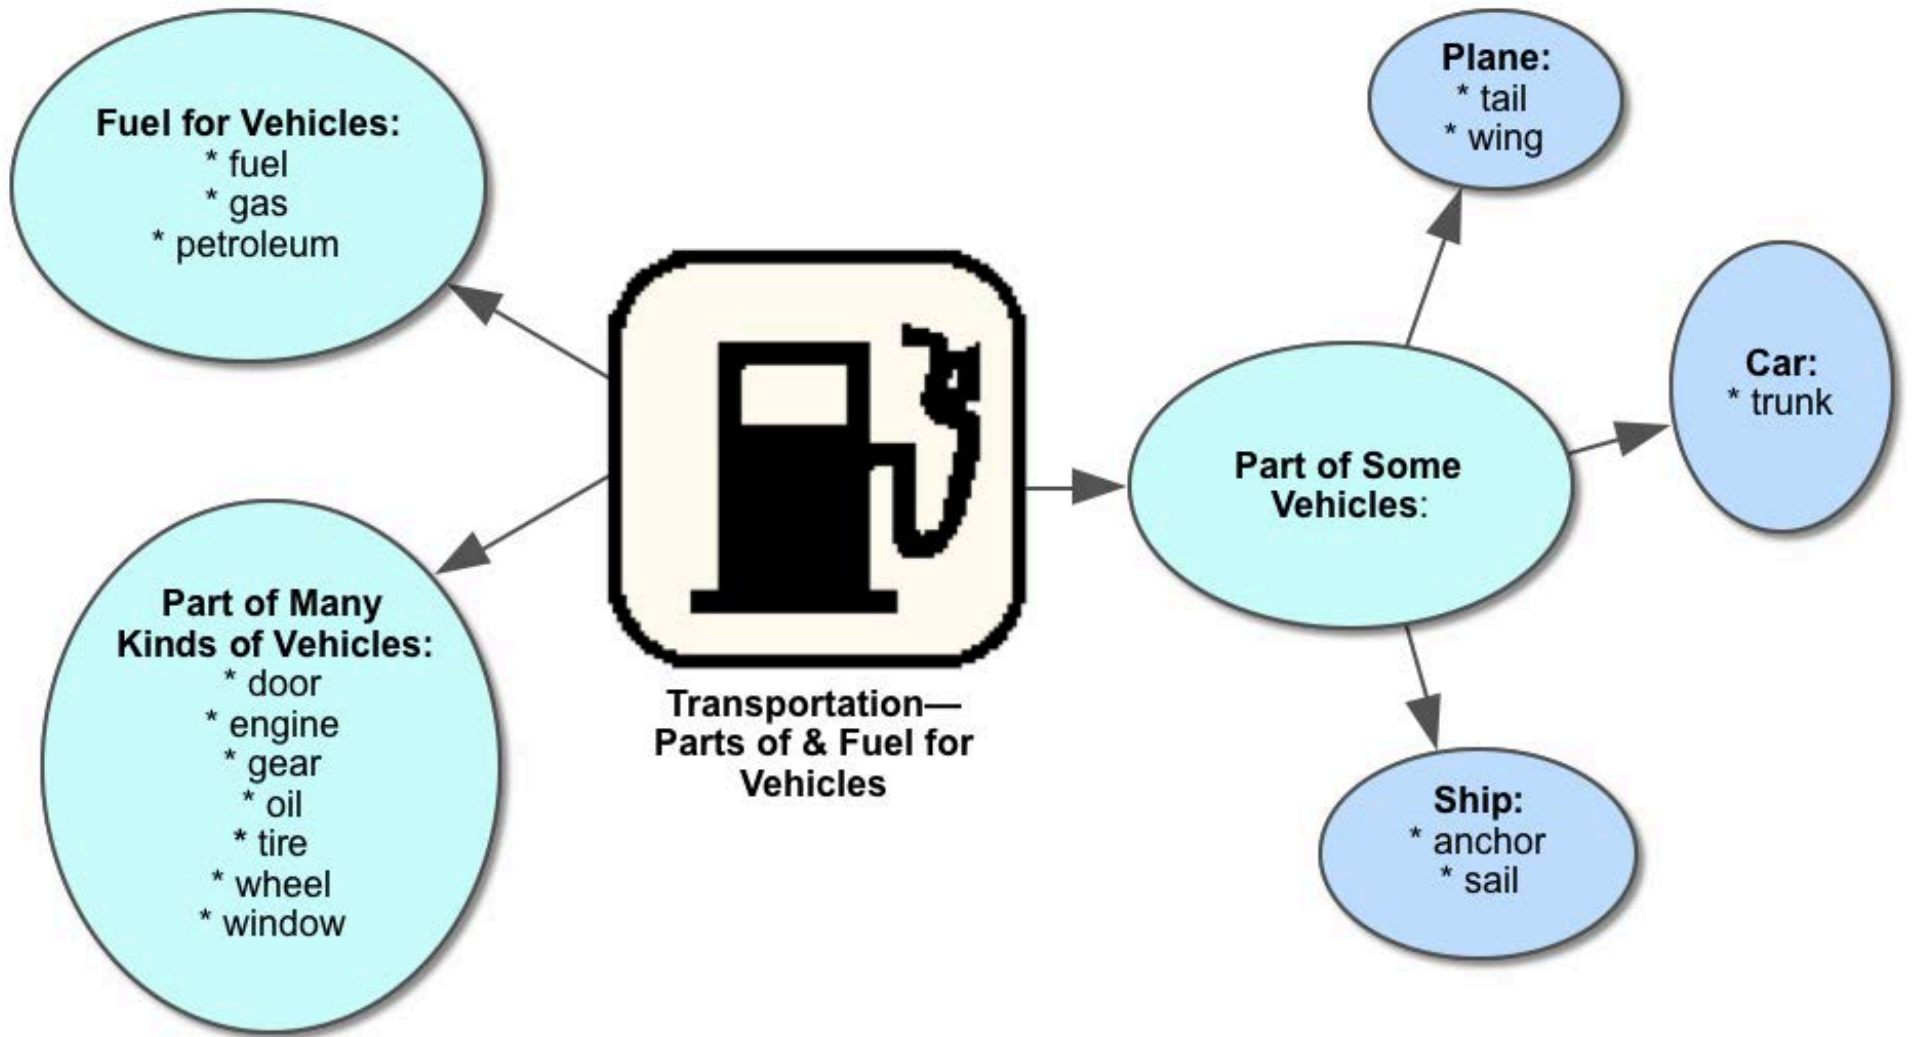 Fuel for Vehicles:
* fuel
* gas
* petroleum
Part of Many
Kinds of Vehicles:
* door
* engine
* gear
* oil
* tire
* wheel
* window
Transportation—
Parts of & Fuel for
Vehicles
Part of Some
Vehicles:
Plane:
* tail
* wing
Car:
* trunk
Ship:
* anchor
* sail